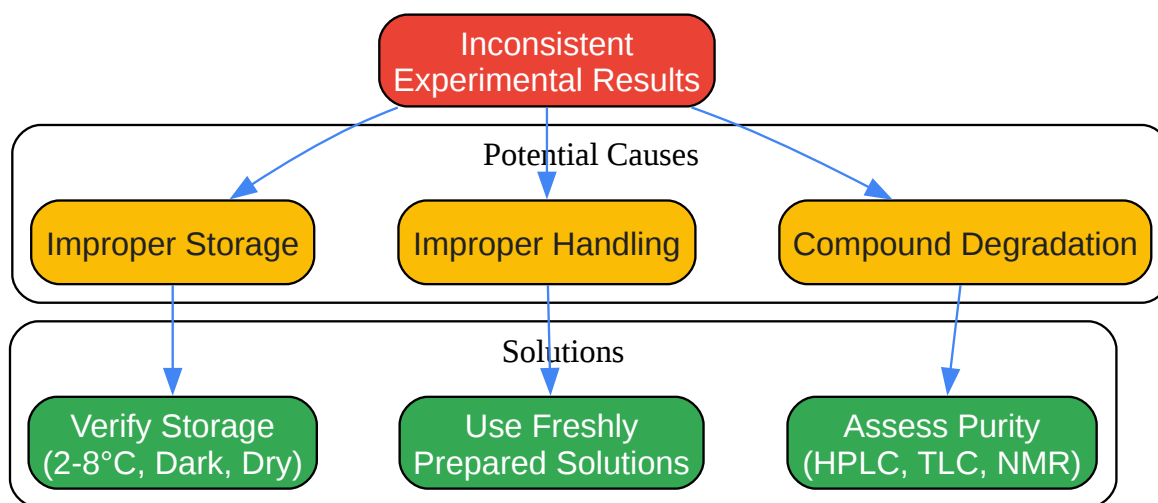 Inconsistent
Experimental Results
Potential Causes
Improper Storage
Improper Handling
Compound Degradation
Solutions
Verify Storage
(2-8°C, Dark, Dry)
Use Freshly
Prepared Solutions
Assess Purity
(HPLC, TLC, NMR)